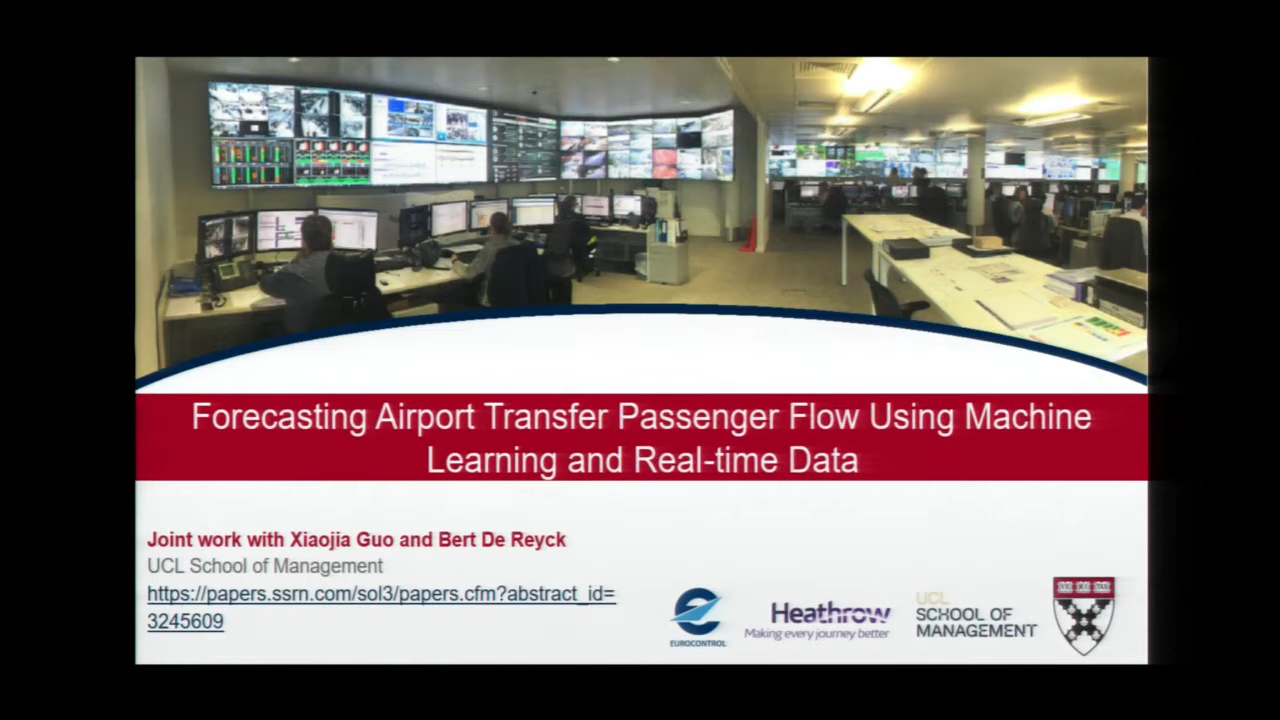 Forecasting Airport Transfer Passenger Flow Using Machine
Learning and Real-time Data
Joint work with Xiaojia Guo and Bert De Reyck
UCL School of Management
https://papers.ssrn.com/sol3/papers.cfm?abstract_id=
3245609
EUROCONTROL
Heathrow
Making every journey better
UCL
SCHOOL OF
MANAGEMENT